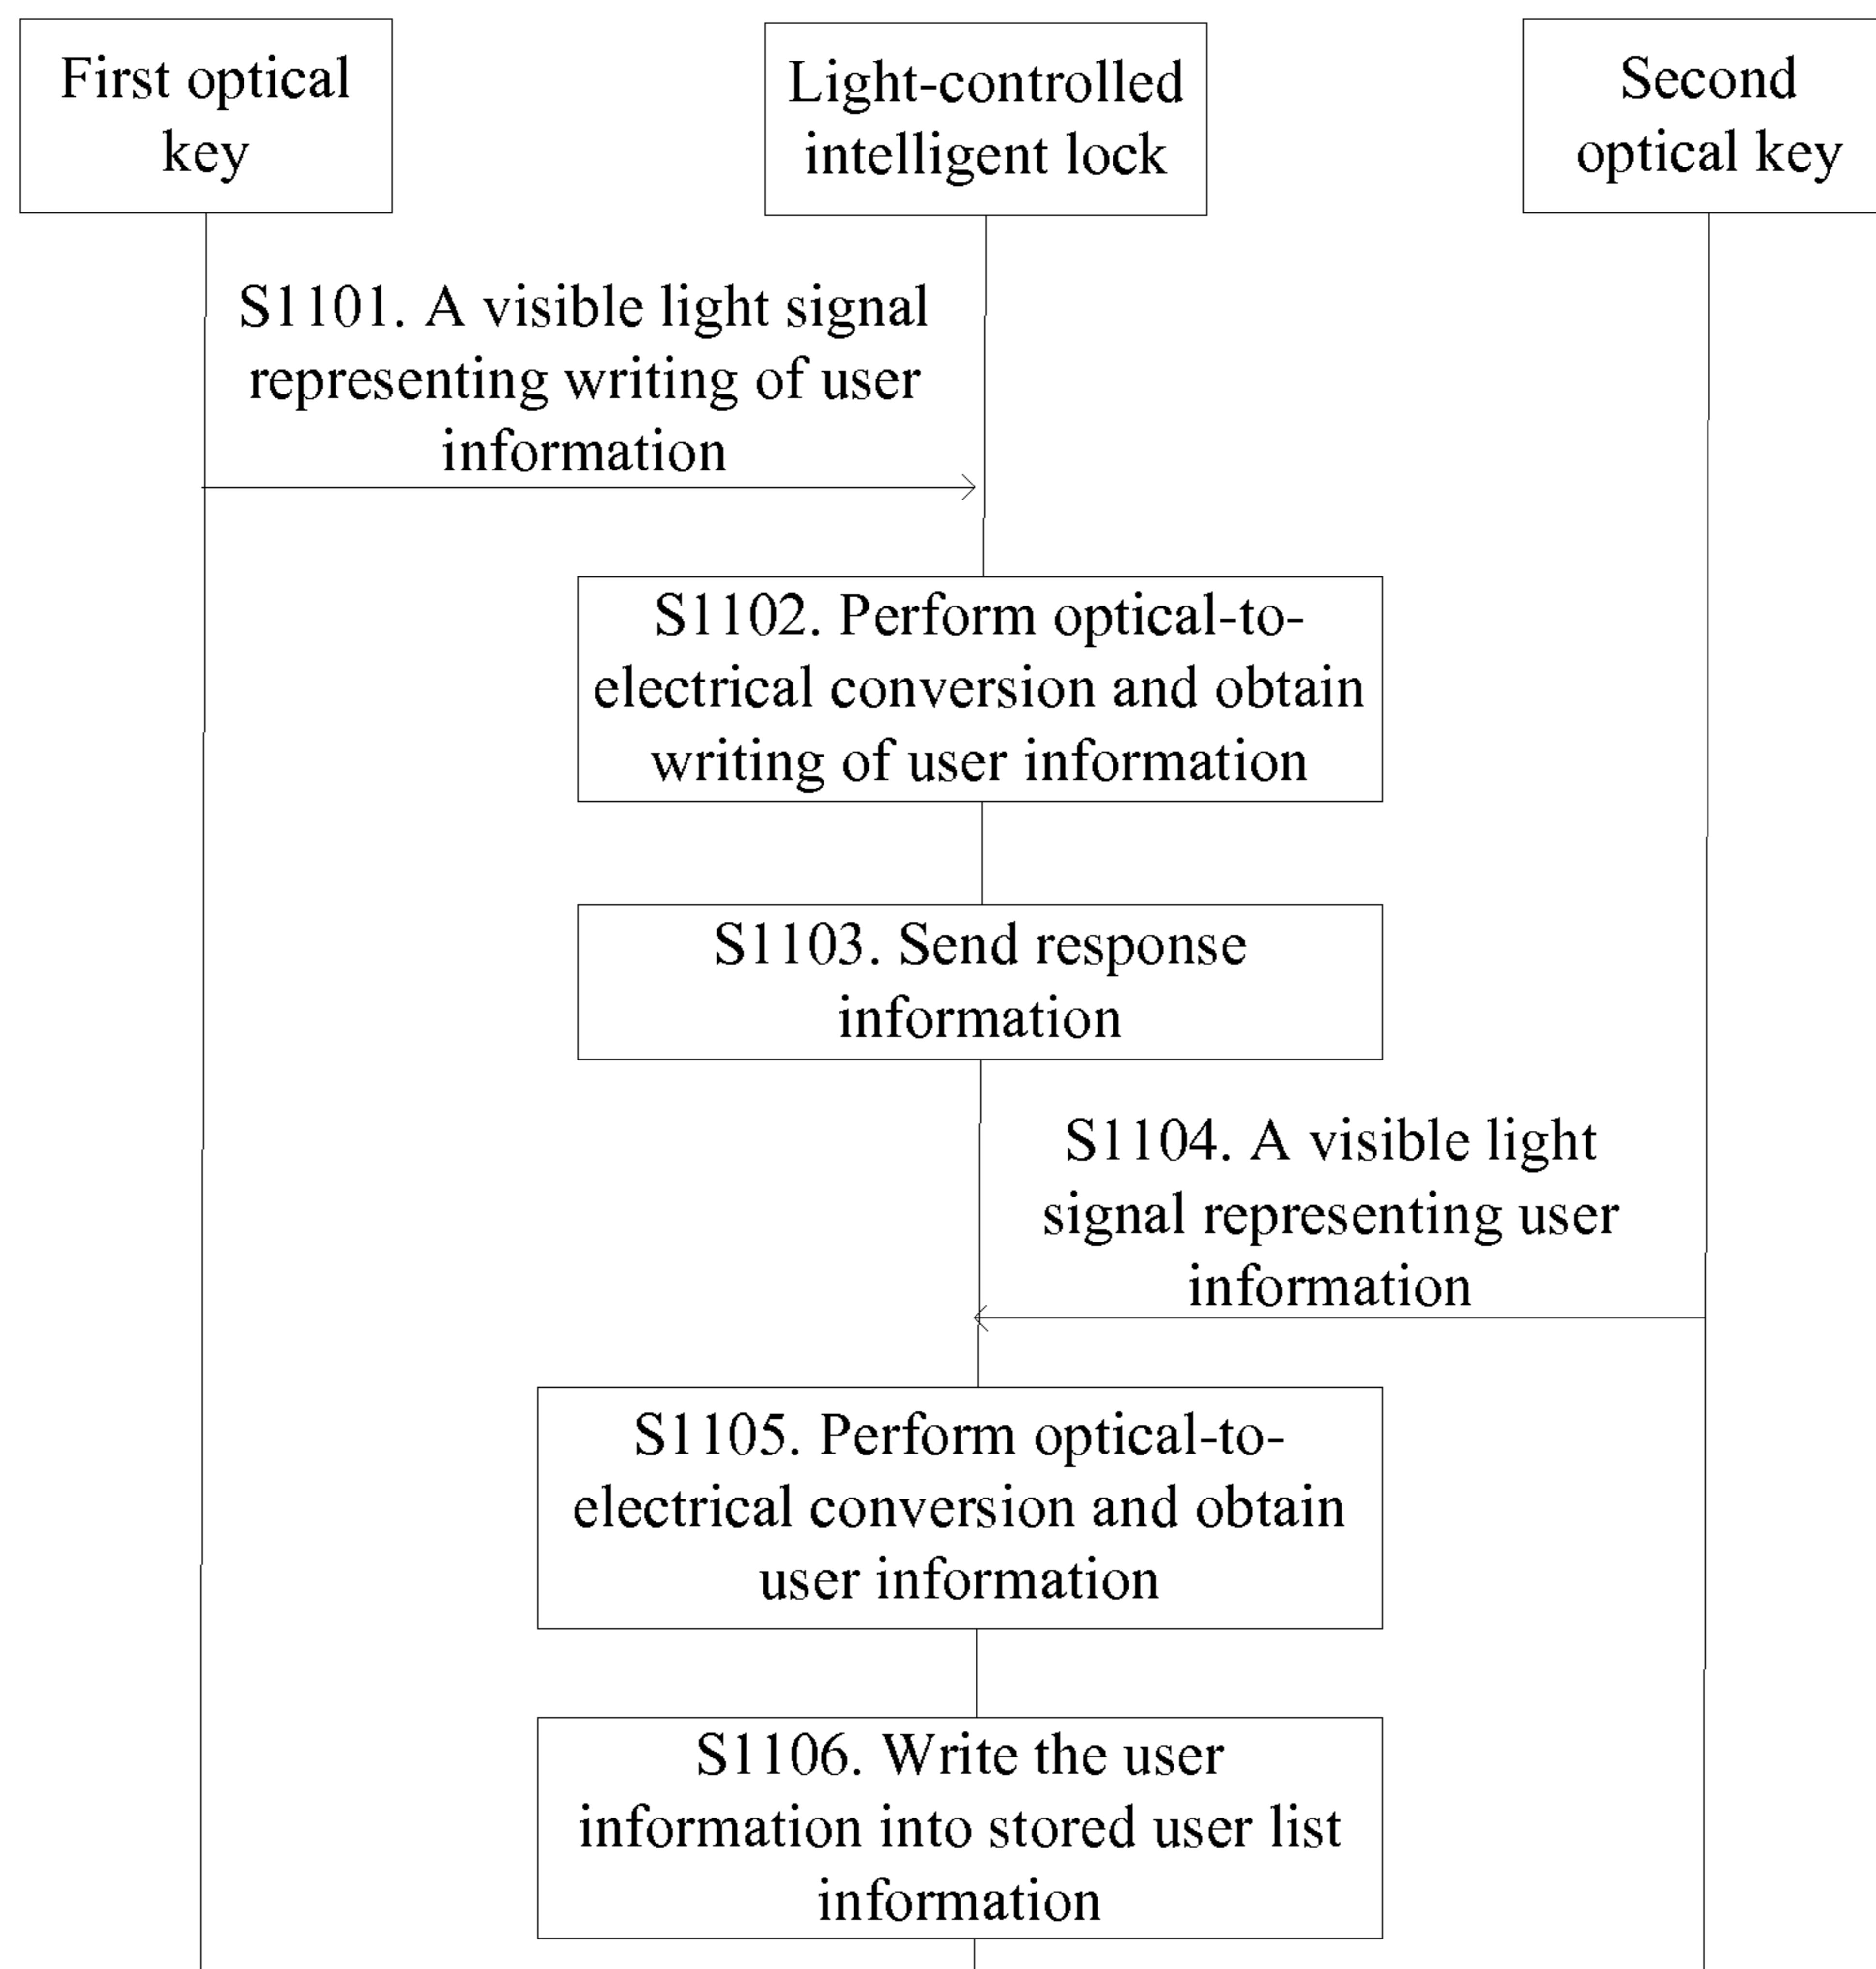 First optical
key
Light-controlled
intelligent lock
Second
optical key
S1101. A visible light signal
representing writing of user
information
S1102. Perform optical-to-
electrical conversion and obtain
writing of user information
S1103. Send response
information
S1104. A visible light
signal representing user
information
S1105. Perform optical-to-
electrical conversion and obtain
user information
S1106. Write the user
information into stored user list
information